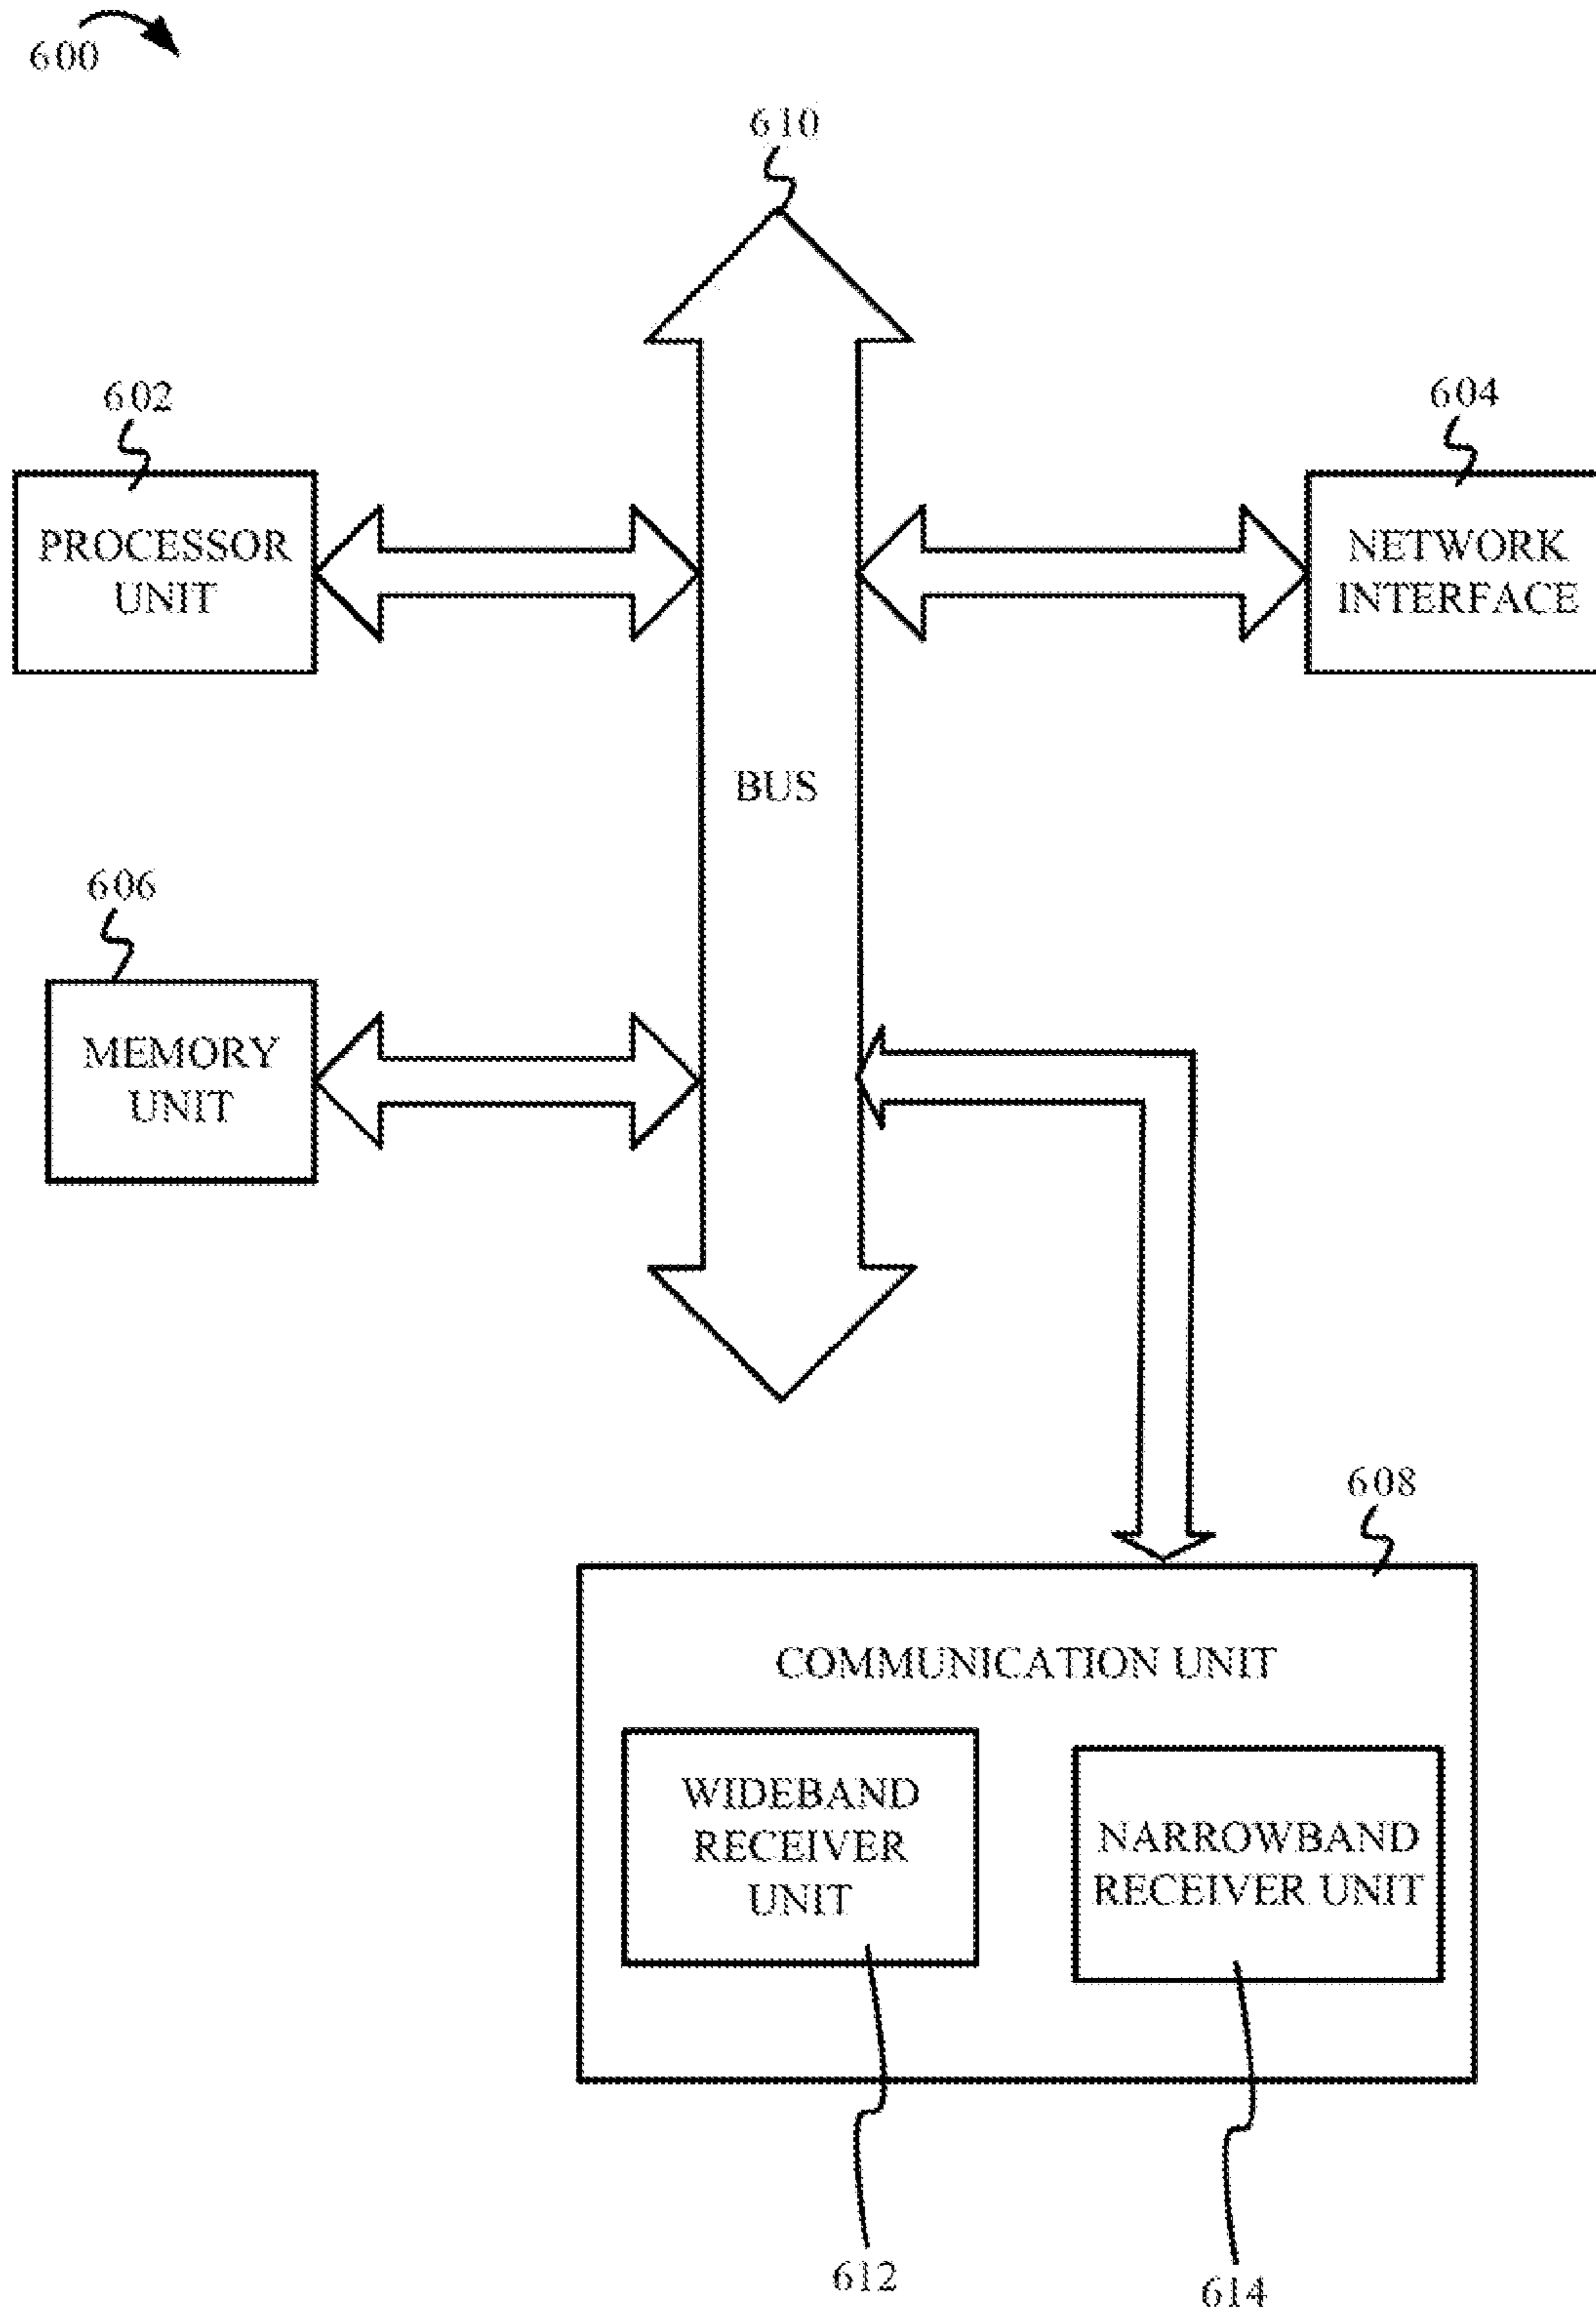 600
610
602
604
PROCESSOR
UNIT
NETWORK
INTERFACE
BUS
606
MEMORY
UNIT
608
COMMUNICATION UNIT
WIDEBAND
RECEIVER
UNIT
NARROWBAND
RECEIVER UNIT
612
614